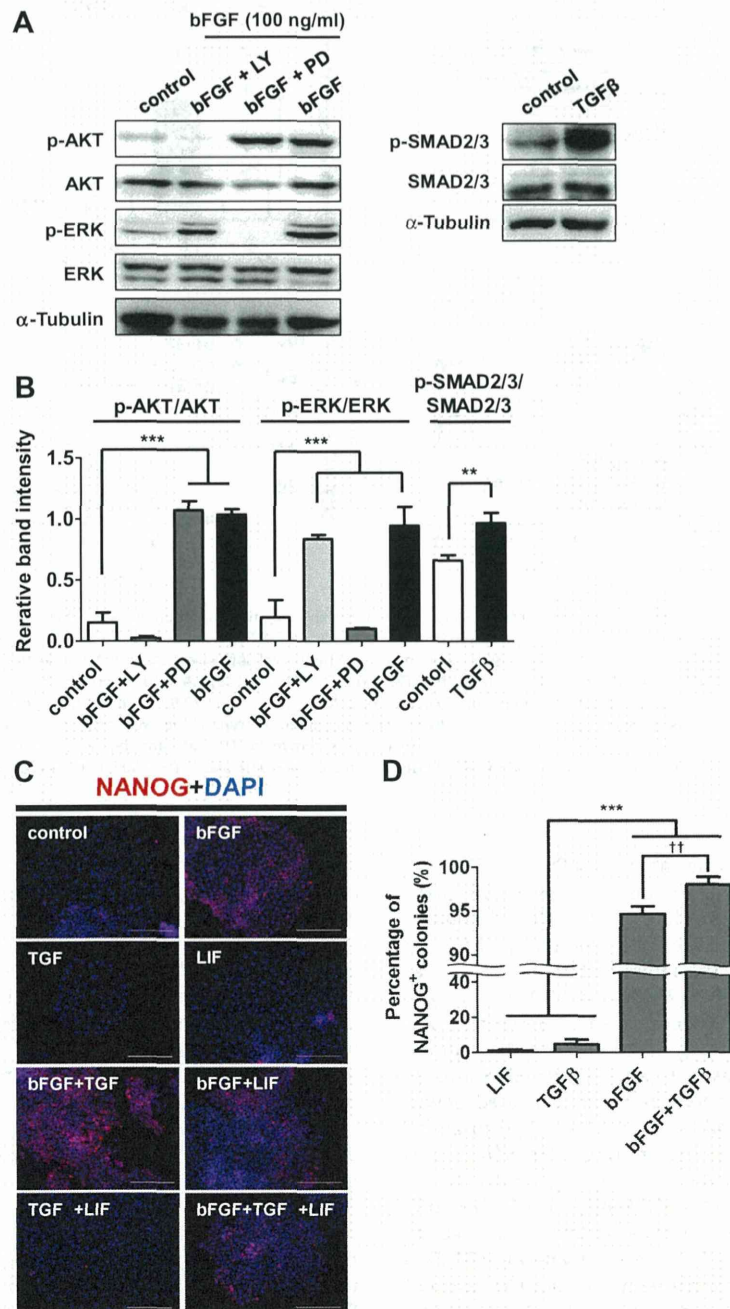 A
bFGF (100 ng/ml)
control
bFGF + LY
bFGF + PD
bFGF
p-AKT
AKT
p-ERK
ERK
α-Tubulin
control
TGFβ
p-SMAD2/3
SMAD2/3
α-Tubulin
B
p-AKT/AKT
p-ERK/ERK
p-SMAD2/3/
SMAD2/3
***
***
**
Rerative band intensity
1.5
1.0
0.5
0.0
control
bFGF+LY
bFGF+PD
bFGF
control
bFGF+LY
bFGF+PD
bFGF
contorl
TGFβ
C
NANOG+DAPI
control
bFGF
TGF
LIF
bFGF+TGF
bFGF+LIF
TGF +LIF
bFGF+TGF +LIF
D
***
††
Percentage of
NANOG+ colonies (%)
100
95
90
40
20
0
LIF
TGFβ
bFGF
bFGF+TGFβ